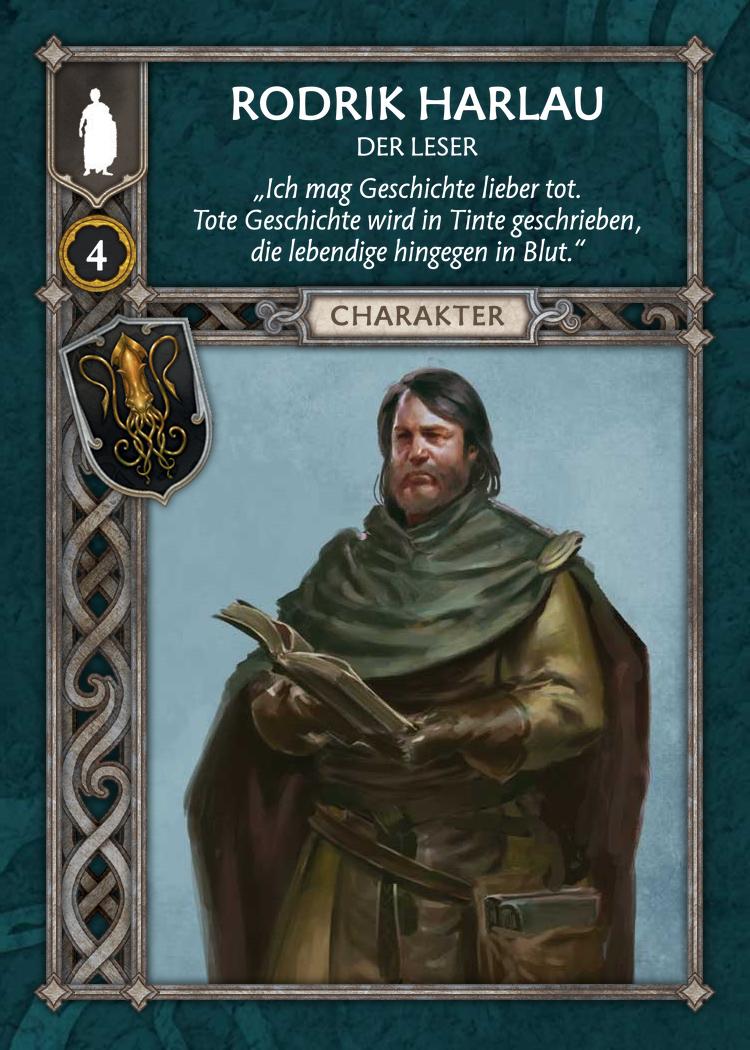 RODRIK HARLAU
DER LESER
„Ich mag Geschichte lieber tot.
Tote Geschichte wird in Tinte geschrieben,
die lebendige hingegen in Blut.“
4
CHARAKTER